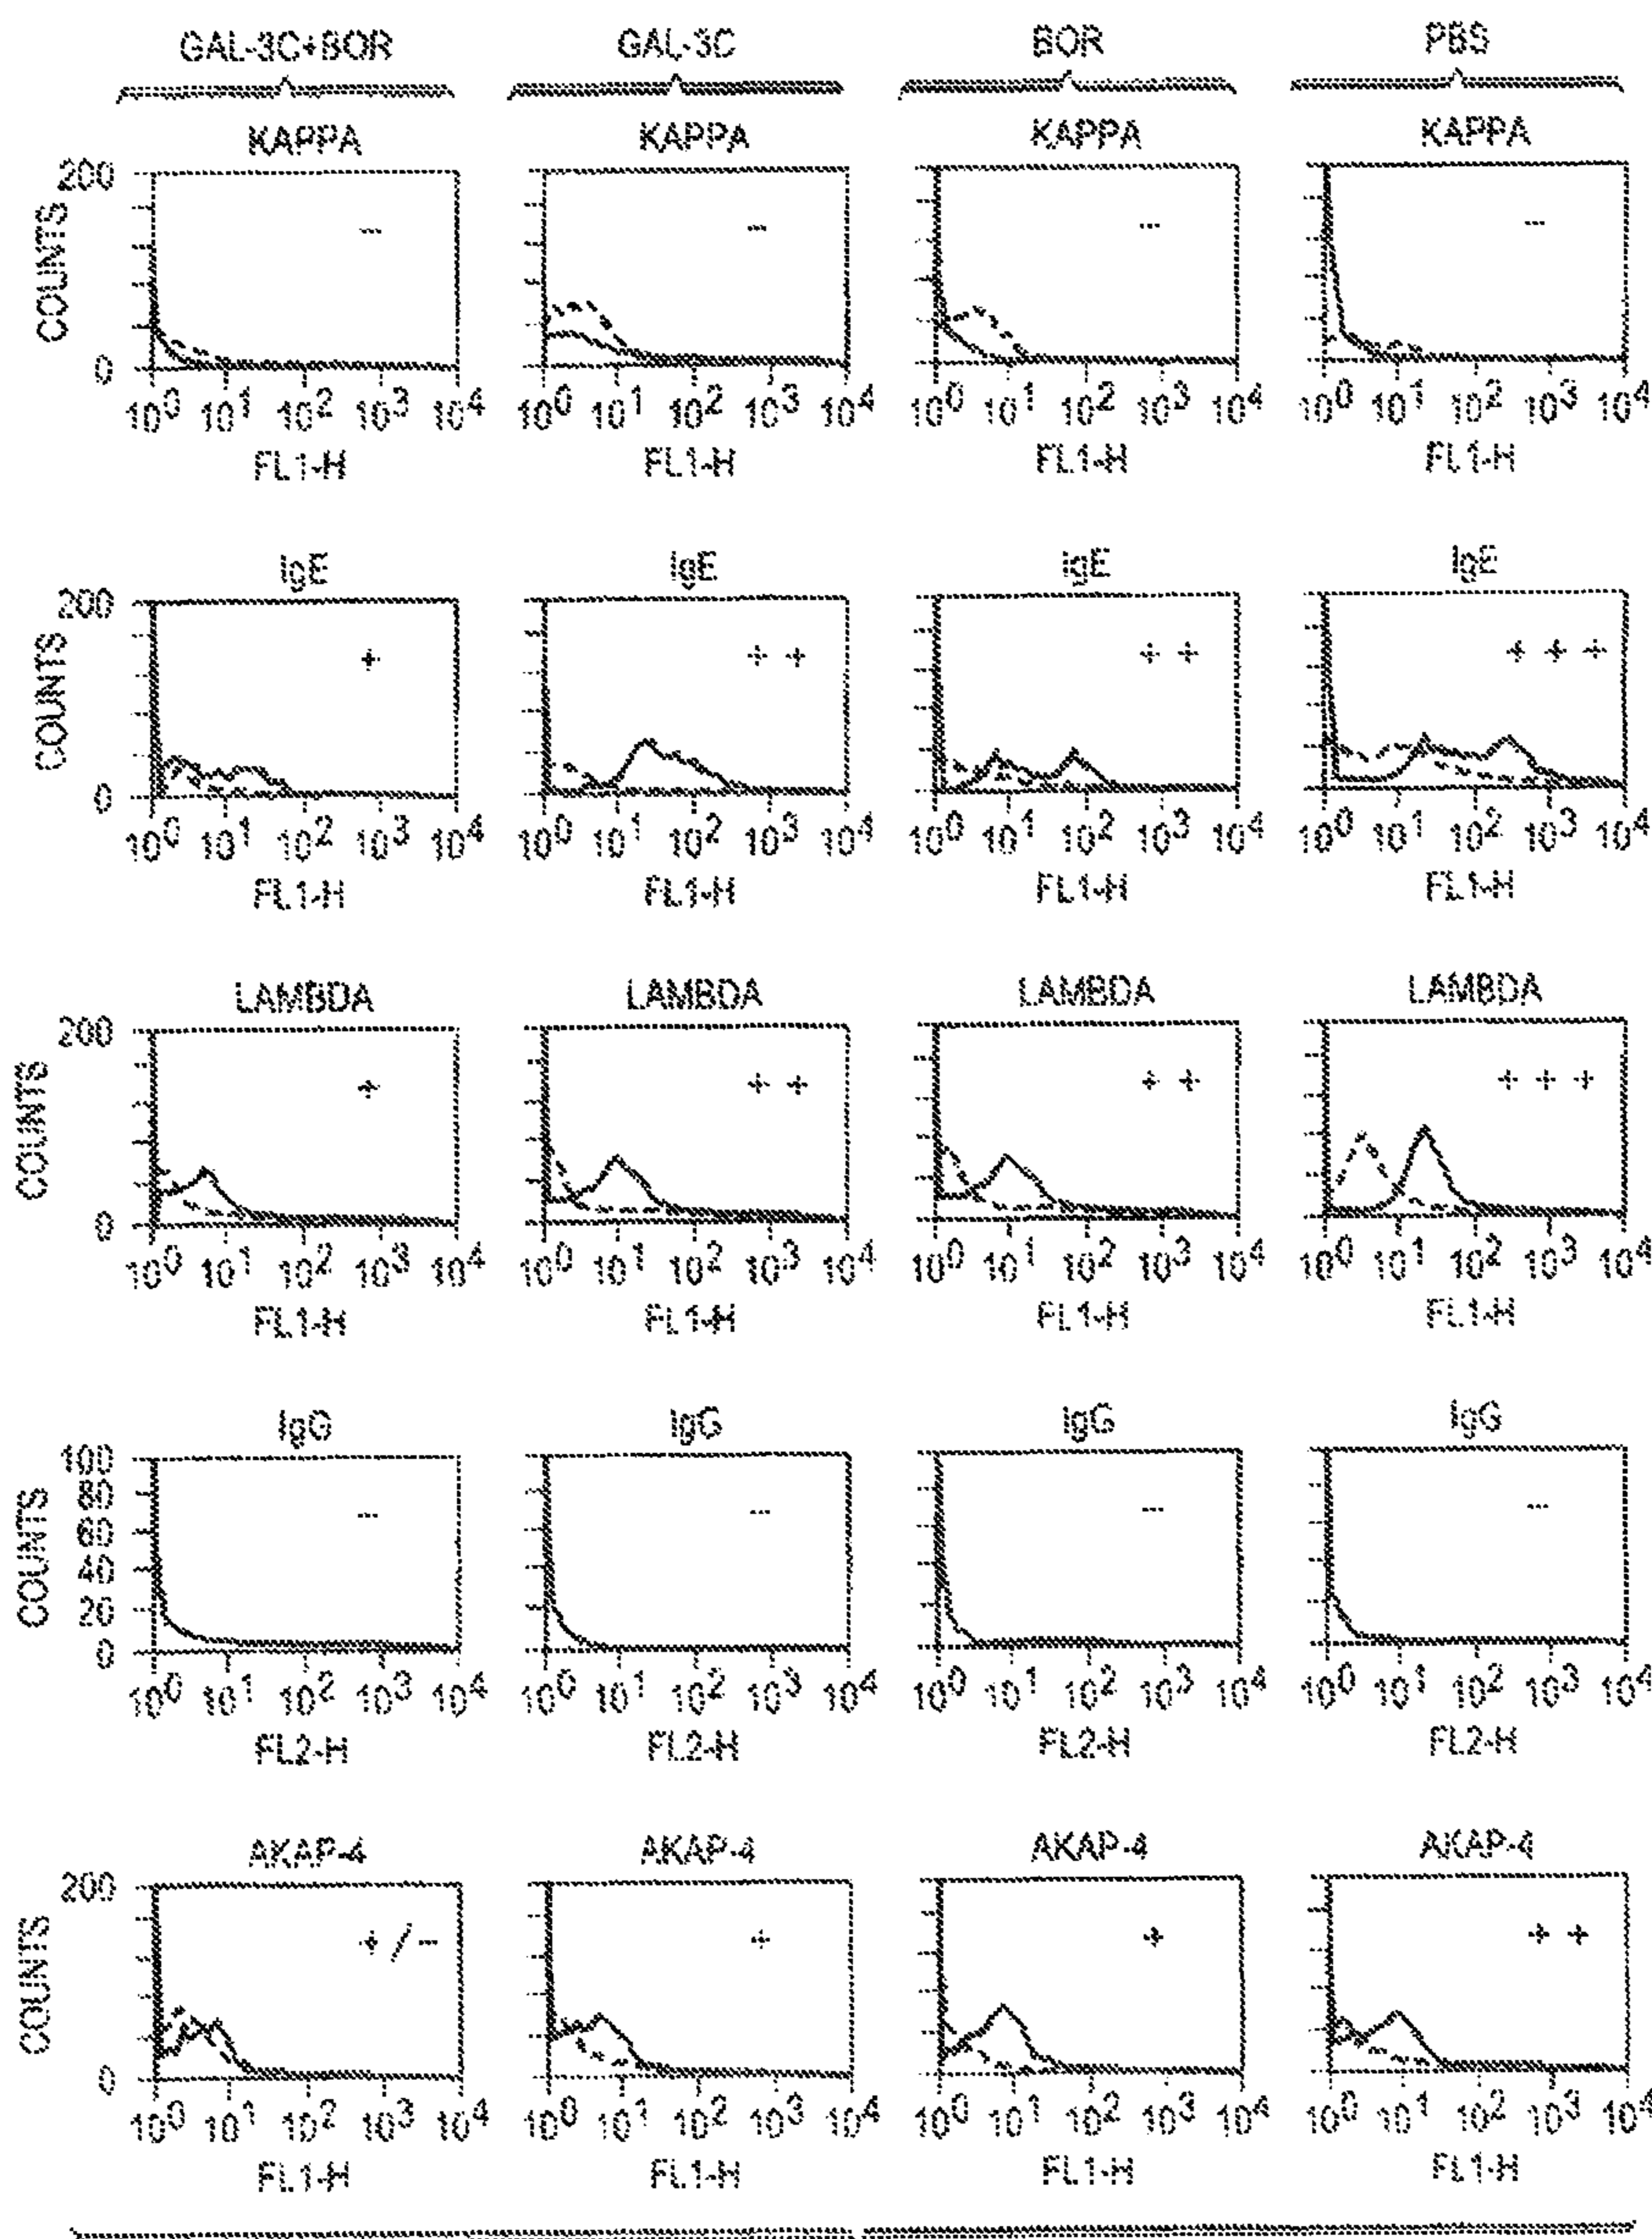 GAL-3C+BOR GAL-3C BOR PBS
KAPPA KAPPA KAPPA KAPPA
200
COUNTS
- - - -
0
10^0 10^1 10^2 10^3 10^4 10^0 10^1 10^2 10^3 10^4 10^0 10^1 10^2 10^3 10^4 10^0 10^1 10^2 10^3 10^4
FL1-H FL1-H FL1-H FL1-H
IgE IgE IgE IgE
200
COUNTS
+ + + + + + + +
0
10^0 10^1 10^2 10^3 10^4 10^0 10^1 10^2 10^3 10^4 10^0 10^1 10^2 10^3 10^4 10^0 10^1 10^2 10^3 10^4
FL1-H FL1-H FL1-H FL1-H
LAMBDA LAMBDA LAMBDA LAMBDA
200
COUNTS
+ + + + + + + +
0
10^0 10^1 10^2 10^3 10^4 10^0 10^1 10^2 10^3 10^4 10^0 10^1 10^2 10^3 10^4 10^0 10^1 10^2 10^3 10^4
FL1-H FL1-H FL1-H FL1-H
IgG IgG IgG IgG
100
80
60
40
20
0
COUNTS
- - - -
10^0 10^1 10^2 10^3 10^4 10^0 10^1 10^2 10^3 10^4 10^0 10^1 10^2 10^3 10^4 10^0 10^1 10^2 10^3 10^4
FL2-H FL2-H FL2-H FL2-H
AKAP-4 AKAP-4 AKAP-4 AKAP-4
200
COUNTS
+/- + + + +
0
10^0 10^1 10^2 10^3 10^4 10^0 10^1 10^2 10^3 10^4 10^0 10^1 10^2 10^3 10^4 10^0 10^1 10^2 10^3 10^4
FL1-H FL1-H FL1-H FL1-H